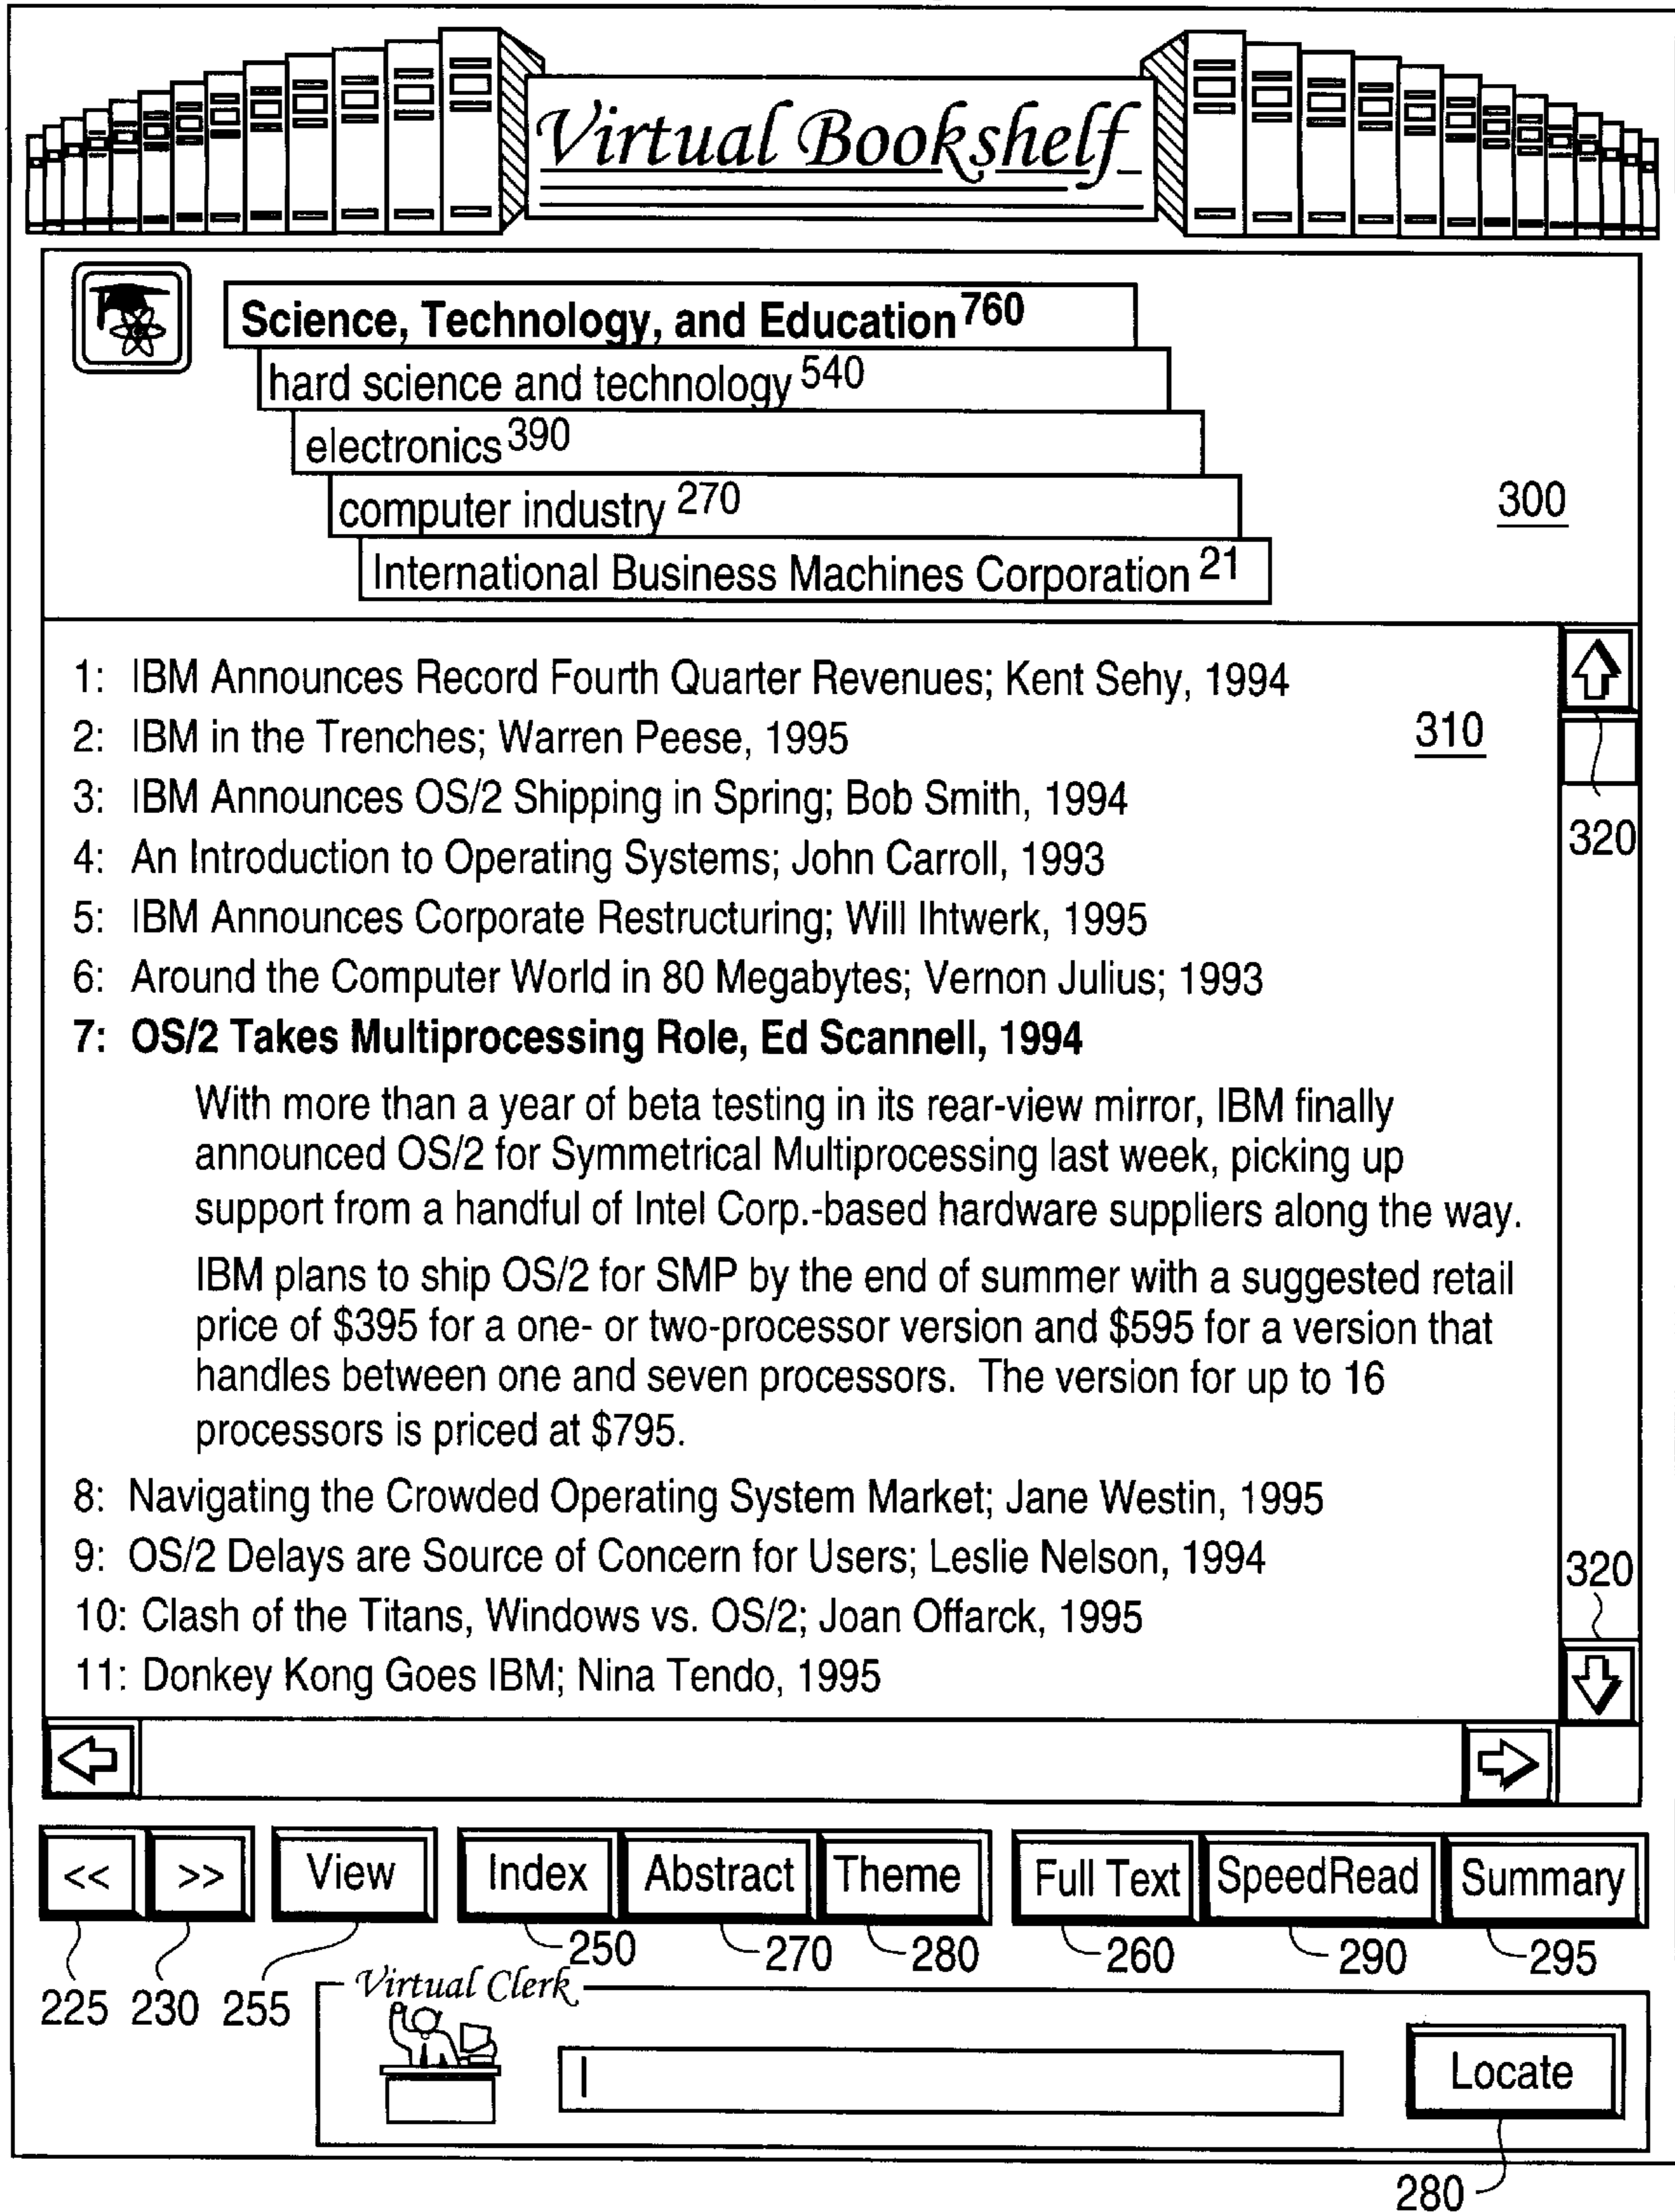 Virtual Bookshelf
Science, Technology, and Education 760
hard science and technology 540
electronics 390
computer industry 270
300
International Business Machines Corporation 21
1: IBM Announces Record Fourth Quarter Revenues; Kent Sehy, 1994
2: IBM in the Trenches; Warren Peese, 1995
310
3: IBM Announces OS/2 Shipping in Spring; Bob Smith, 1994
320
4: An Introduction to Operating Systems; John Carroll, 1993
5: IBM Announces Corporate Restructuring; Will Ihtwerk, 1995
6: Around the Computer World in 80 Megabytes; Vernon Julius; 1993
7: OS/2 Takes Multiprocessing Role, Ed Scannell, 1994
With more than a year of beta testing in its rear-view mirror, IBM finally
announced OS/2 for Symmetrical Multiprocessing last week, picking up
support from a handful of Intel Corp.-based hardware suppliers along the way.
IBM plans to ship OS/2 for SMP by the end of summer with a suggested retail
price of $395 for a one- or two-processor version and $595 for a version that
handles between one and seven processors. The version for up to 16
processors is priced at $795.
8: Navigating the Crowded Operating System Market; Jane Westin, 1995
9: OS/2 Delays are Source of Concern for Users; Leslie Nelson, 1994
320
10: Clash of the Titans, Windows vs. OS/2; Joan Offarck, 1995
11: Donkey Kong Goes IBM; Nina Tendo, 1995
<< >> View Index Abstract Theme Full Text SpeedRead Summary
250 270 280 260 290 295
225 230 255
Virtual Clerk
Locate
280